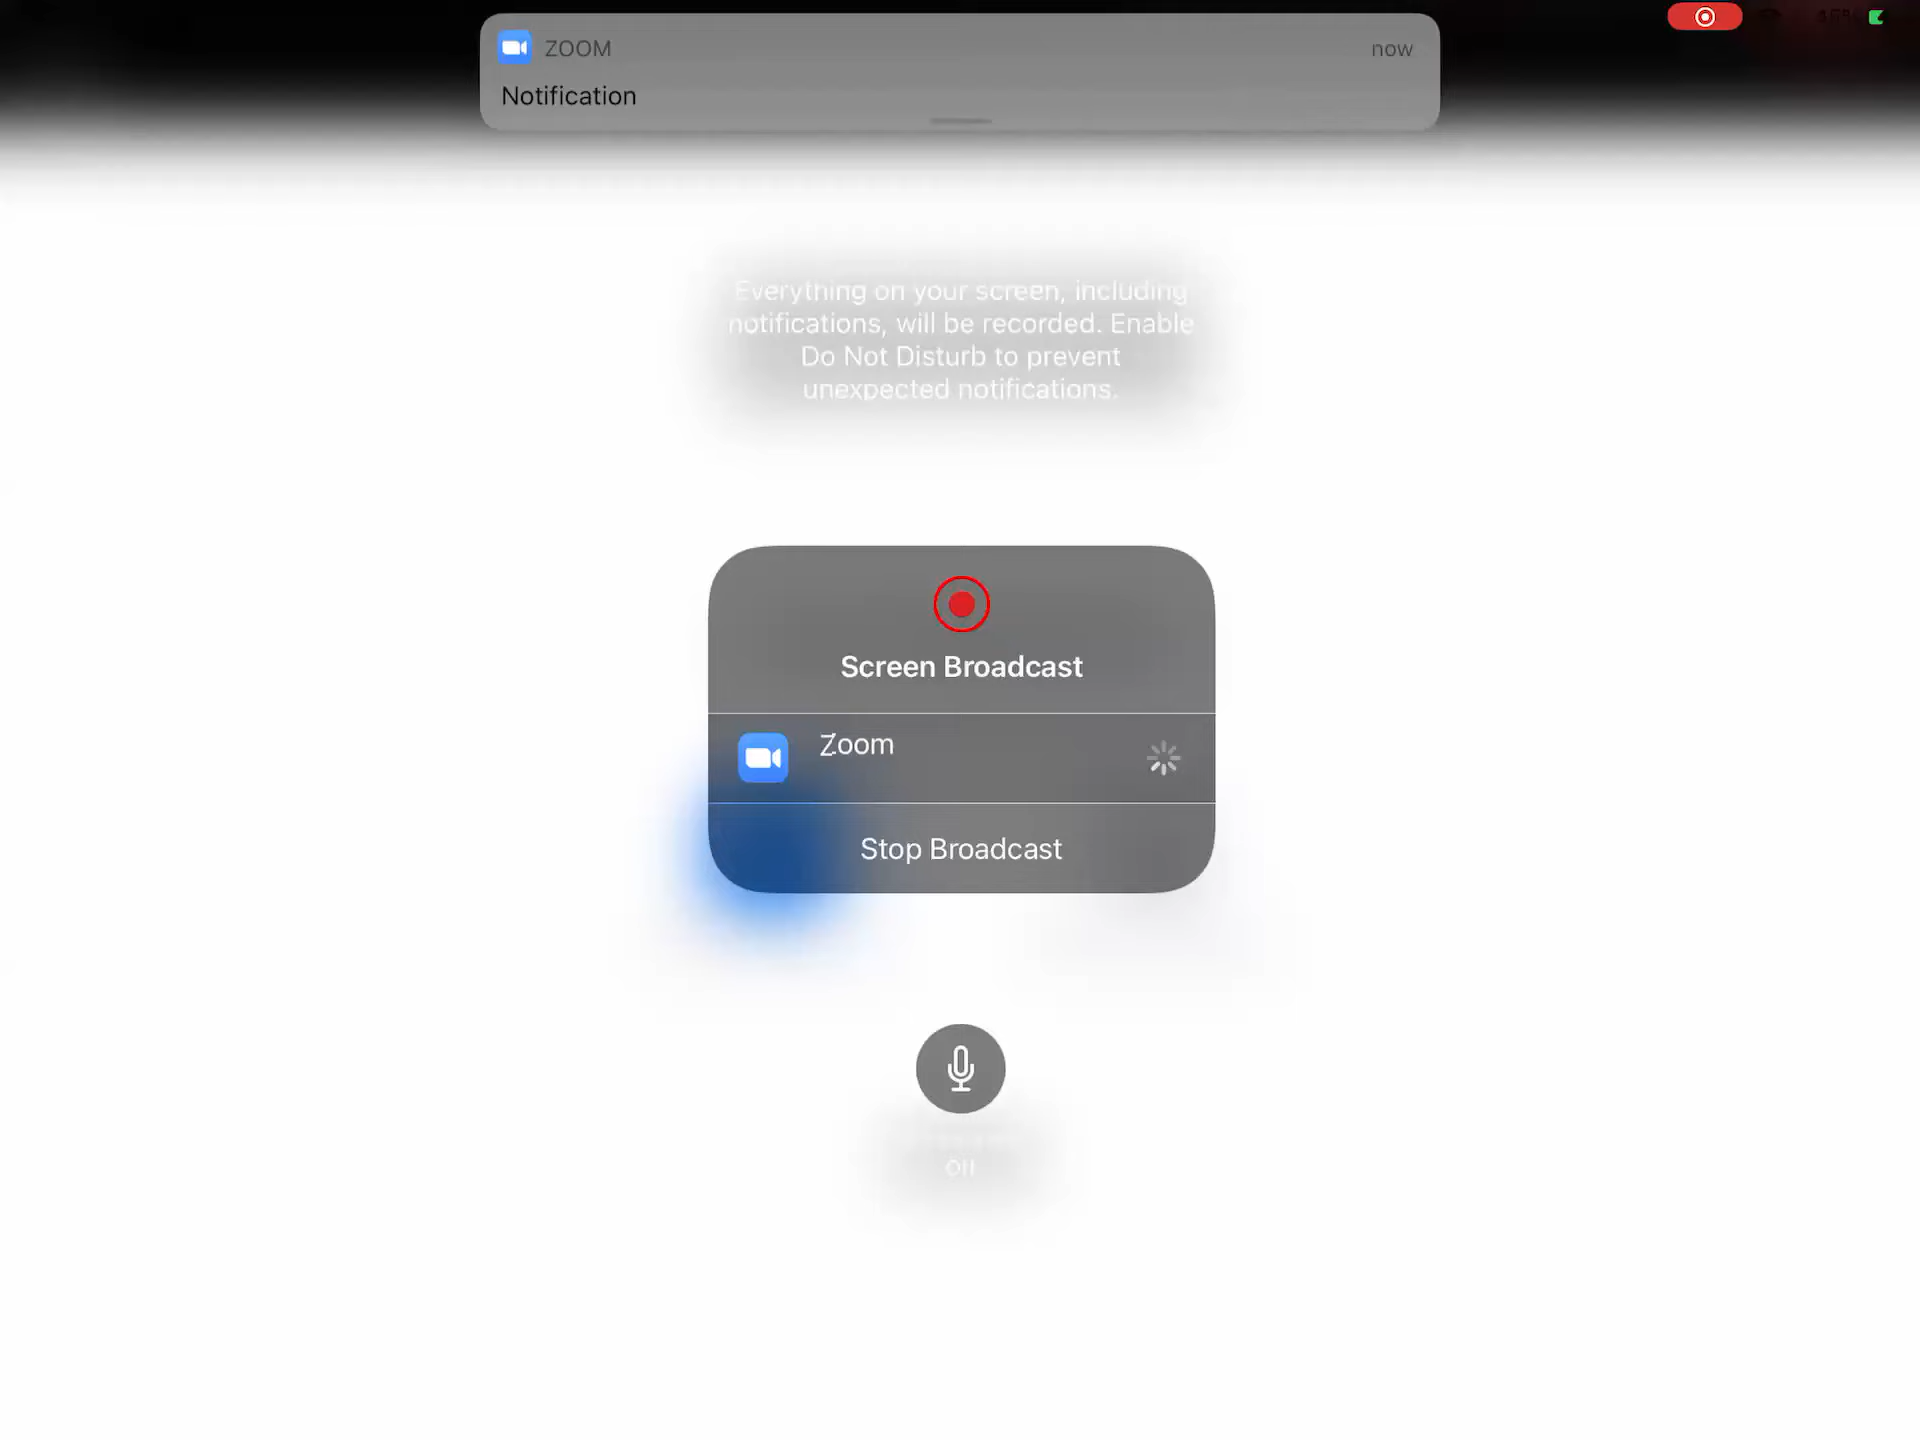 ZOOM
now
Notification
Everything on your screen, including
notifications, will be recorded. Enable
Do Not Disturb to prevent
unexpected notifications.
Screen Broadcast
Zoom
Stop Broadcast
Off